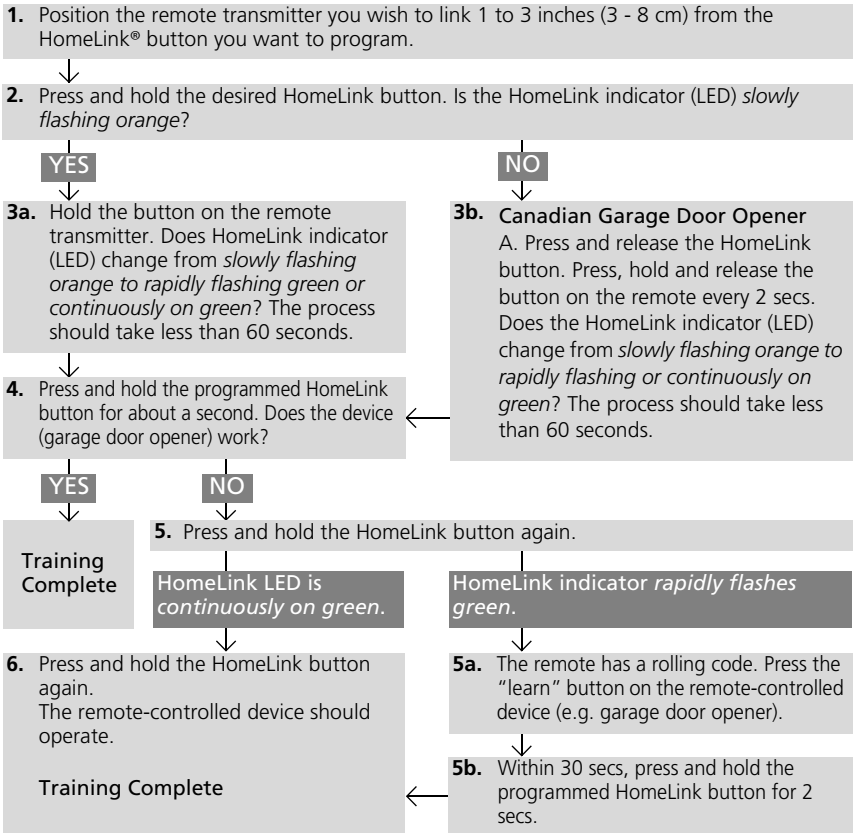 1. Position the remote transmitter you wish to link 1 to 3 inches (3 - 8 cm) from the
HomeLink® button you want to program.
2. Press and hold the desired HomeLink button. Is the HomeLink indicator (LED) slowly
flashing orange?
YES
NO
3a. Hold the button on the remote
transmitter. Does HomeLink indicator
(LED) change from slowly flashing
orange to rapidly flashing green or
continuously on green? The process
should take less than 60 seconds.
3b. Canadian Garage Door Opener
A. Press and release the HomeLink
button. Press, hold and release the
button on the remote every 2 secs.
Does the HomeLink indicator (LED)
change from slowly flashing orange to
rapidly flashing or continuously on
green? The process should take less
than 60 seconds.
4. Press and hold the programmed HomeLink
button for about a second. Does the device
(garage door opener) work?
YES
NO
Training
Complete
5. Press and hold the HomeLink button again.
HomeLink LED is
continuously on green.
HomeLink indicator rapidly flashes
green.
6. Press and hold the HomeLink button
again.
The remote-controlled device should
operate.
Training Complete
5a. The remote has a rolling code. Press the
“learn” button on the remote-controlled
device (e.g. garage door opener).
5b. Within 30 secs, press and hold the
programmed HomeLink button for 2
secs.